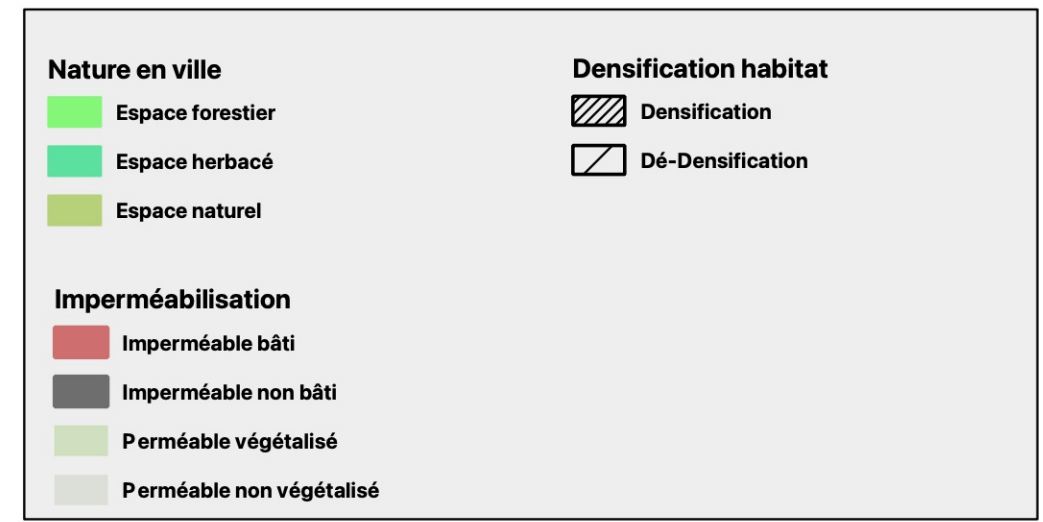 Nature en ville
Espace forestier
Espace herbacé
Espace naturel
Imperméabilisation
Imperméable bâti
Imperméable non bâti
Perméable végétalisé
Perméable non végétalisé
Densification habitat
Densification
Dé-Densification